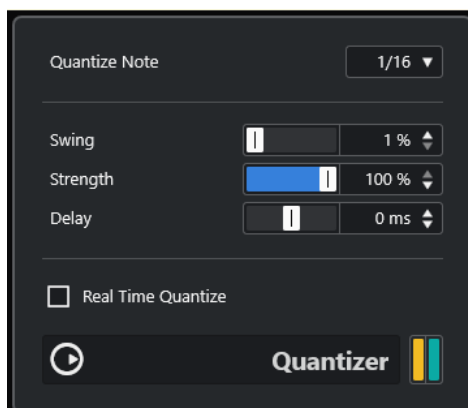 Quantize Note 1/16
Swing 1 %
Strength 100 %
Delay 0 ms
Real Time Quantize
Quantizer